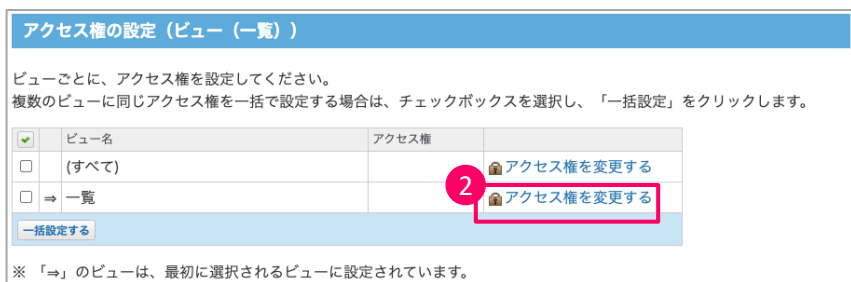 アクセス権の設定（ビュー（一覧））
ビューごとに、アクセス権を設定してください。
複数のビューに同じアクセス権を一括で設定する場合は、チェックボックスを選択し、「一括設定」をクリックします。
ビュー名 アクセス権
(すべて) アクセス権を変更する
2
⇒ 一覧 アクセス権を変更する
一括設定する
※ 「⇒」のビューは、最初に選択されるビューに設定されています。